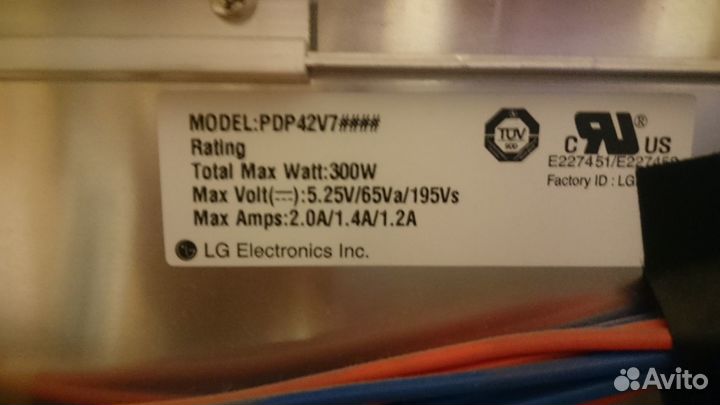 MODEL:PDP42V7####
Rating
Total Max Watt:300W
Max Volt(⎓):5.25V/65Va/195Vs
Max Amps:2.0A/1.4A/1.2A
LG Electronics Inc.
TÜV
C US
®
E227451/
Factory ID : LG
Avito